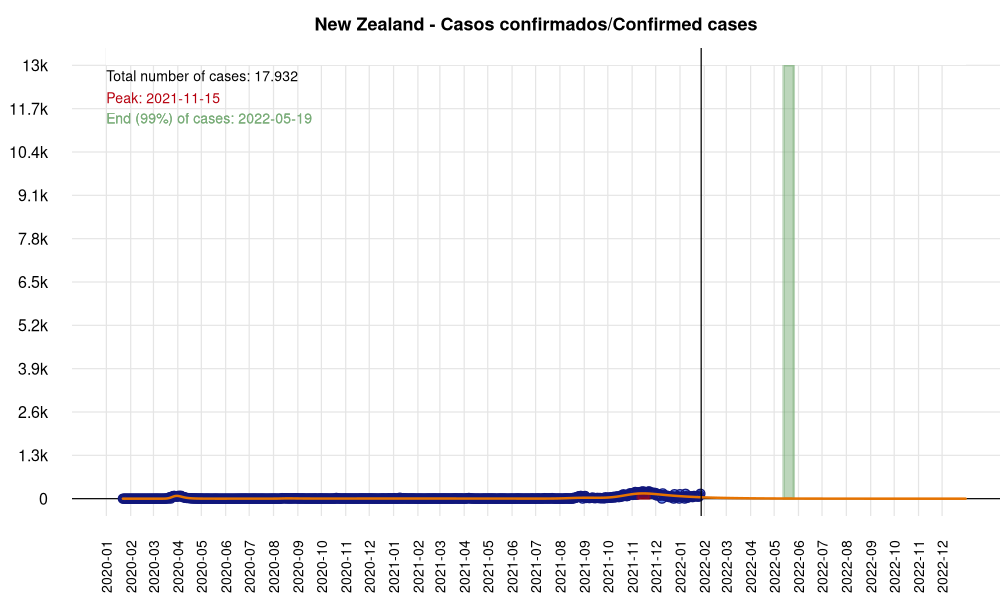 New Zealand - Casos confirmados/Confirmed cases
Total number of cases: 17.932
Peak: 2021-11-15
End (99%) of cases: 2022-05-19
13k
11.7k
10.4k
9.1k
7.8k
6.5k
5.2k
3.9k
2.6k
1.3k
0
2020-01
2020-02
2020-03
2020-04
2020-05
2020-06
2020-07
2020-08
2020-09
2020-10
2020-11
2020-12
2021-01
2021-02
2021-03
2021-04
2021-05
2021-06
2021-07
2021-08
2021-09
2021-10
2021-11
2021-12
2022-01
2022-02
2022-03
2022-04
2022-05
2022-06
2022-07
2022-08
2022-09
2022-10
2022-11
2022-12